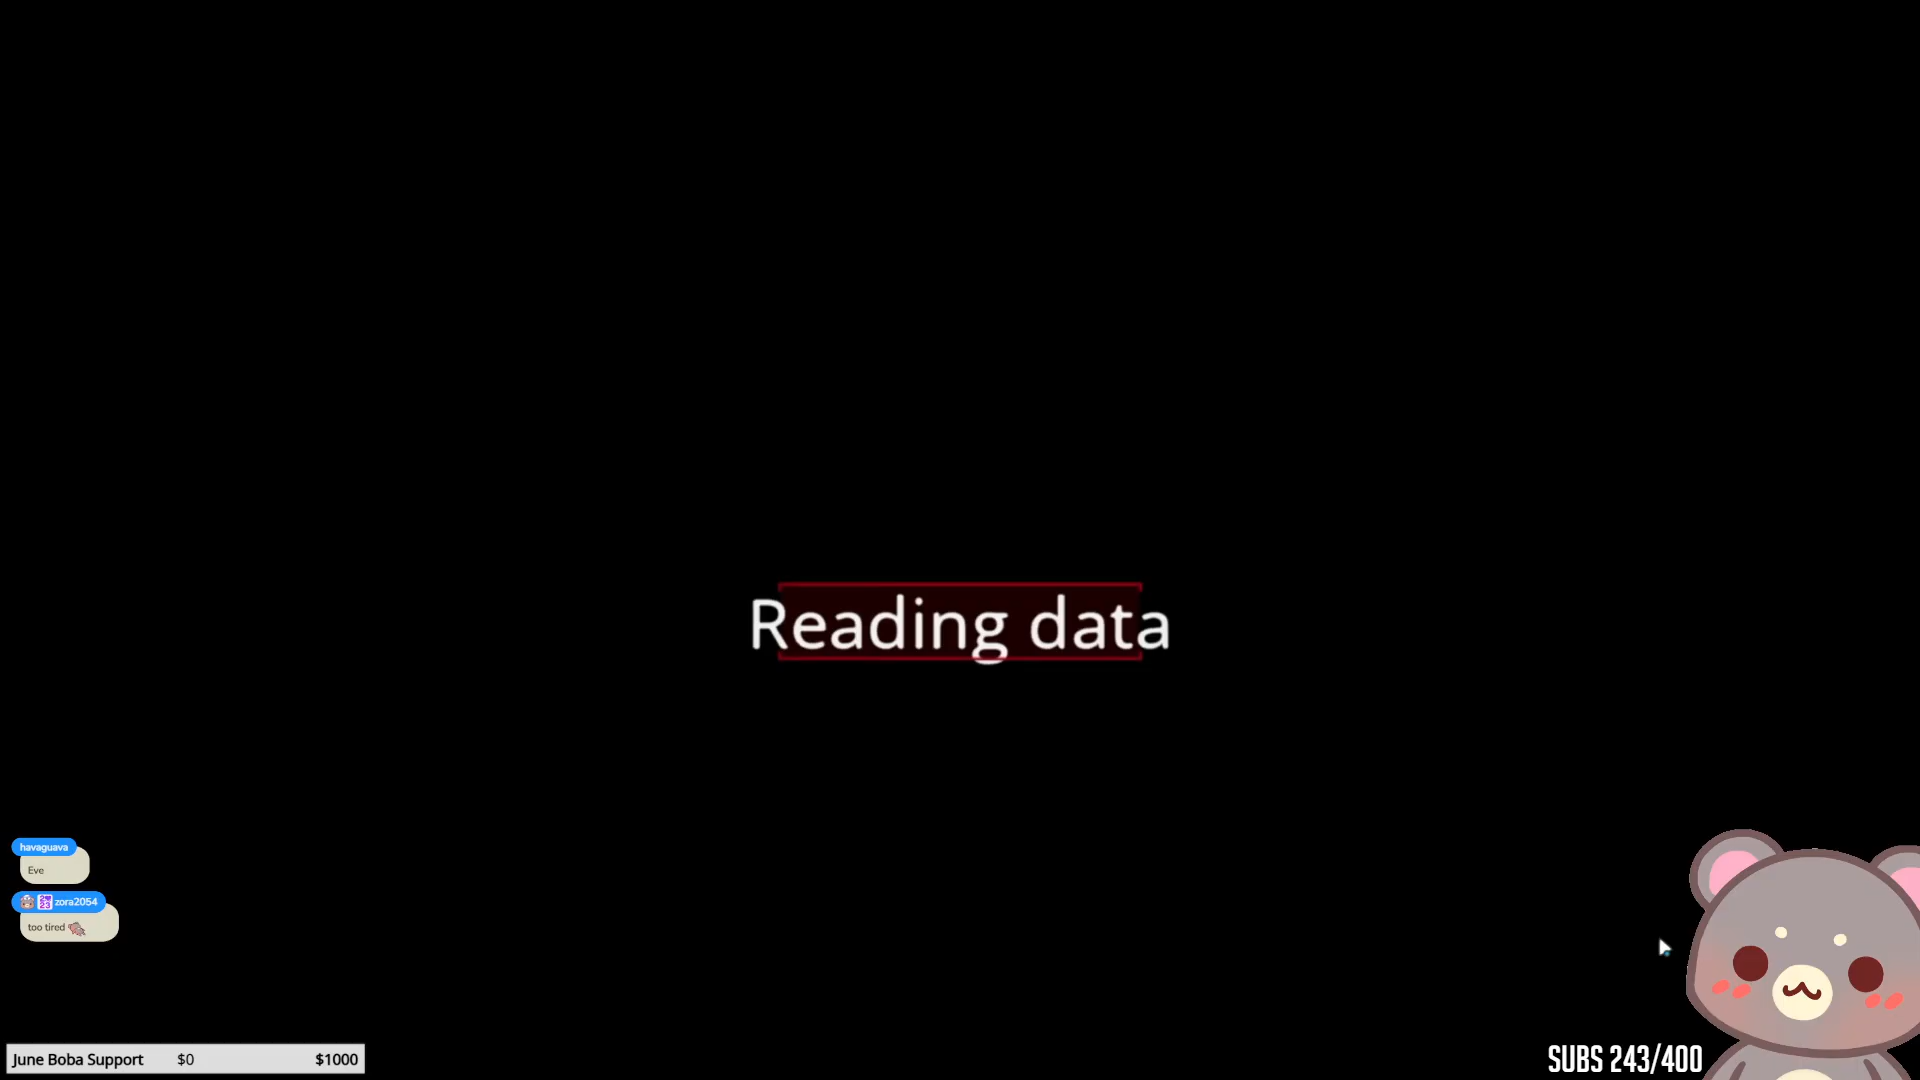 Reading data
havaguava
Eve
zora2054
too tired
June Boba Support $0 $1000
SUBS 243/400